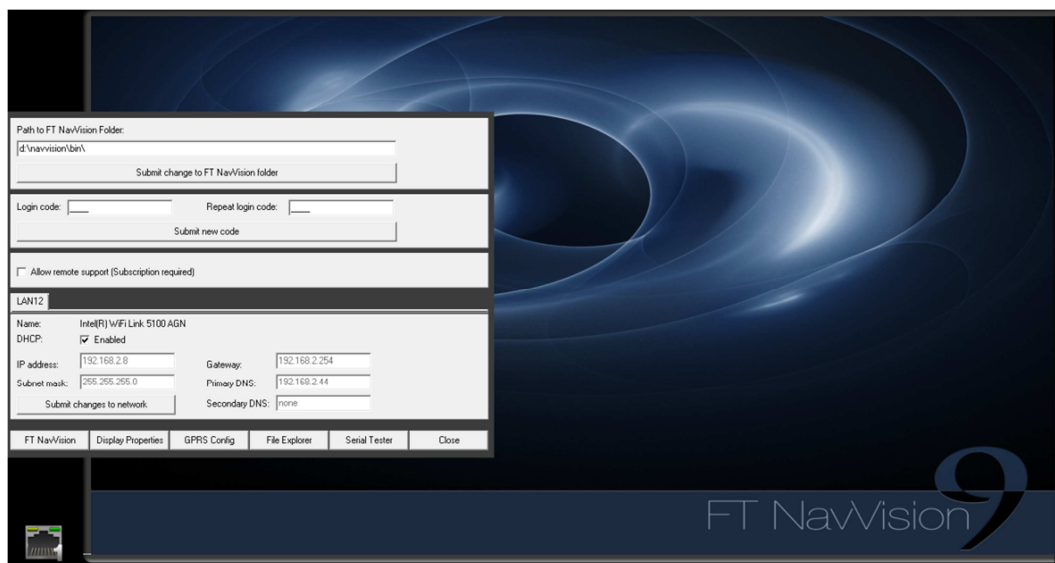 Path to FT NavVision Folder:
d:\navvision\bin\
Submit change to FT NavVision folder
Login code: ____ Repeat login code: ____
Submit new code
Allow remote support (Subscription required)
LAN12
Name: Intel(R) WiFi Link 5100 AGN
DHCP: Enabled
IP address: 192.168.2.8 Gateway: 192.168.2.254
Subnet mask: 255.255.255.0 Primary DNS: 192.168.2.44
Submit changes to network Secondary DNS: none
FT NavVision Display Properties GPRS Config File Explorer Serial Tester Close
FT NavVision 9
1